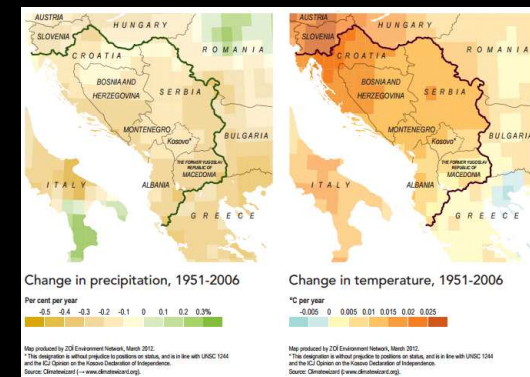 AUSTRIA
HUNGARY
SLOVENIA
ROMANIA
CROATIA
BOSNIA AND
HERZEGOVINA
SERBIA
MONTENEGRO
Kosovo*
BULGARIA
THE FORMER YUGOSLAV
REPUBLIC OF
MACEDONIA
ITALY
ALBANIA
GREECE
Change in precipitation, 1951-2006
Per cent per year
-0.5 -0.4 -0.3 -0.2 -0.1 0 0.1 0.2 0.3%
Map produced by ZOÏ Environment Network, March 2012.
* This designation is without prejudice to positions on status, and is in line with UNSC 1244
and the ICJ Opinion on the Kosovo Declaration of Independence.
Source: Climatewizard (→ www.climatewizard.org).
AUSTRIA
HUNGARY
SLOVENIA
ROMANIA
CROATIA
BOSNIA AND
HERZEGOVINA
SERBIA
MONTENEGRO
Kosovo*
BULGARIA
THE FORMER YUGOSLAV
REPUBLIC OF
MACEDONIA
ITALY
ALBANIA
GREECE
Change in temperature, 1951-2006
°C per year
-0.005 0 0.005 0.01 0.015 0.02 0.025
Map produced by ZOÏ Environment Network, March 2012.
* This designation is without prejudice to positions on status, and is in line with UNSC 1244
and the ICJ Opinion on the Kosovo Declaration of Independence.
Source: Climatewizard (www.climatewizard.org).